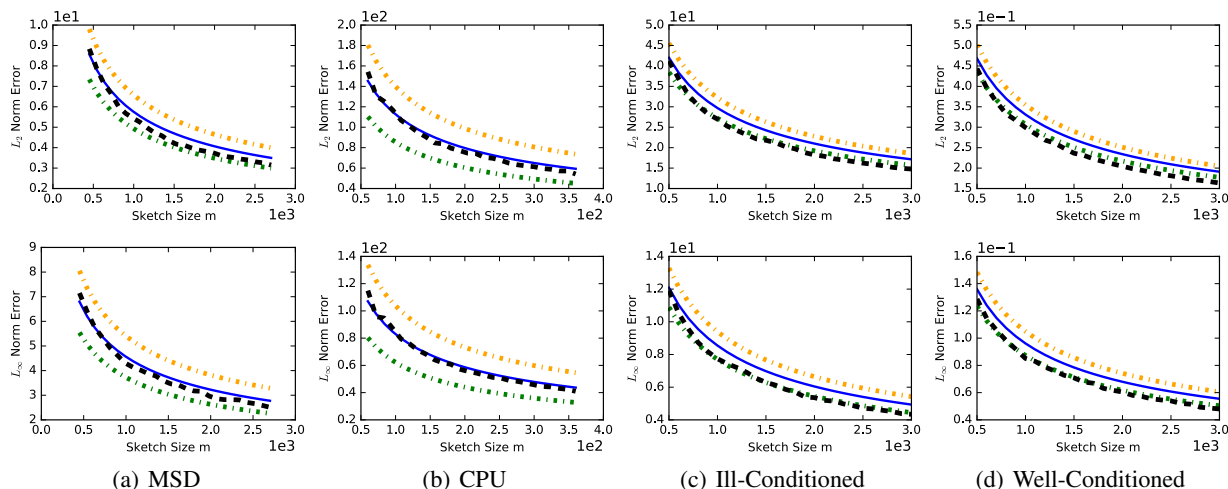 1e1
1.0
0.9
0.8
0.7
0.6
0.5
0.4
0.3
0.2
L₂ Norm Error
0.0 0.5 1.0 1.5 2.0 2.5 3.0
Sketch Size m
1e3
1e2
2.0
1.8
1.6
1.4
1.2
1.0
0.8
0.6
0.4
L₂ Norm Error
0.5 1.0 1.5 2.0 2.5 3.0 3.5 4.0
Sketch Size m
1e2
5.0
4.5
4.0
3.5
3.0
2.5
2.0
1.5
1.0
L₂ Norm Error
0.5 1.0 1.5 2.0 2.5 3.0
Sketch Size m
1e3
1e−1
5.5
5.0
4.5
4.0
3.5
3.0
2.5
2.0
1.5
L₂ Norm Error
0.5 1.0 1.5 2.0 2.5 3.0
Sketch Size m
1e3
9
8
7
6
5
4
3
2
L∞ Norm Error
0.0 0.5 1.0 1.5 2.0 2.5 3.0
Sketch Size m
1e3
1e2
1.4
1.2
1.0
0.8
0.6
0.4
0.2
L∞ Norm Error
0.5 1.0 1.5 2.0 2.5 3.0 3.5 4.0
Sketch Size m
1e2
1e1
1.4
1.2
1.0
0.8
0.6
0.4
L∞ Norm Error
0.5 1.0 1.5 2.0 2.5 3.0
Sketch Size m
1e3
1e−1
1.6
1.4
1.2
1.0
0.8
0.6
0.4
L∞ Norm Error
0.5 1.0 1.5 2.0 2.5 3.0
Sketch Size m
1e3
(a) MSD
(b) CPU
(c) Ill-Conditioned
(d) Well-Conditioned